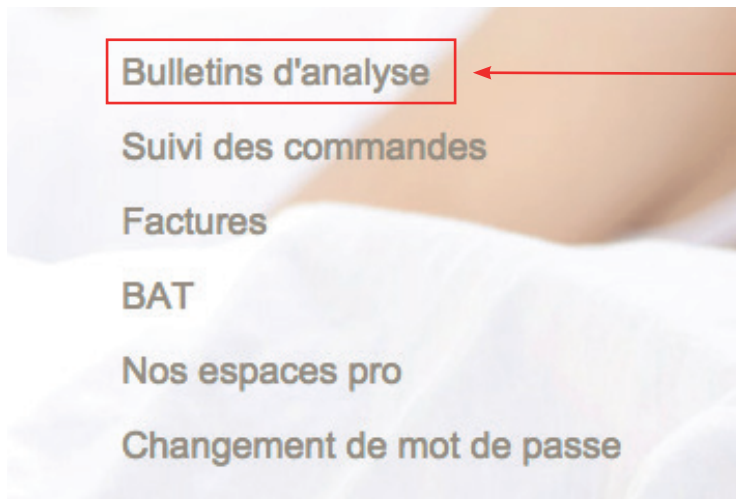 Bulletins d'analyse
Suivi des commandes
Factures
BAT
Nos espaces pro
Changement de mot de passe